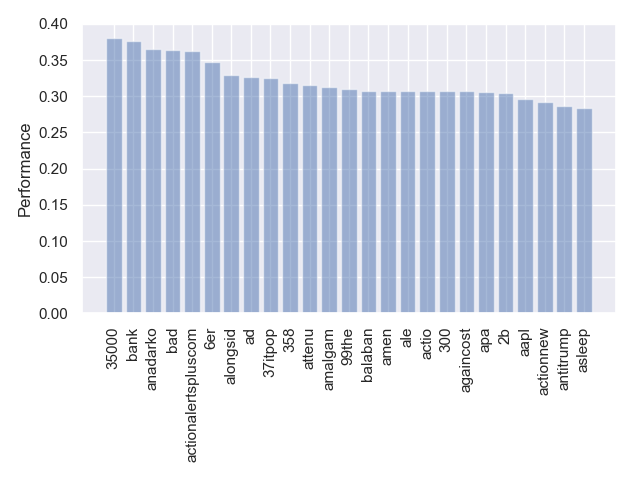 0.40
0.35
0.30
0.25
0.20
0.15
0.10
0.05
0.00
Performance
35000
bank
anadarko
bad
actionalertspluscom
6er
alongsid
ad
37itpop
358
attenu
amalgam
99the
balaban
amen
ale
actio
300
againcost
apa
2b
aapl
actionnew
antitrump
asleep